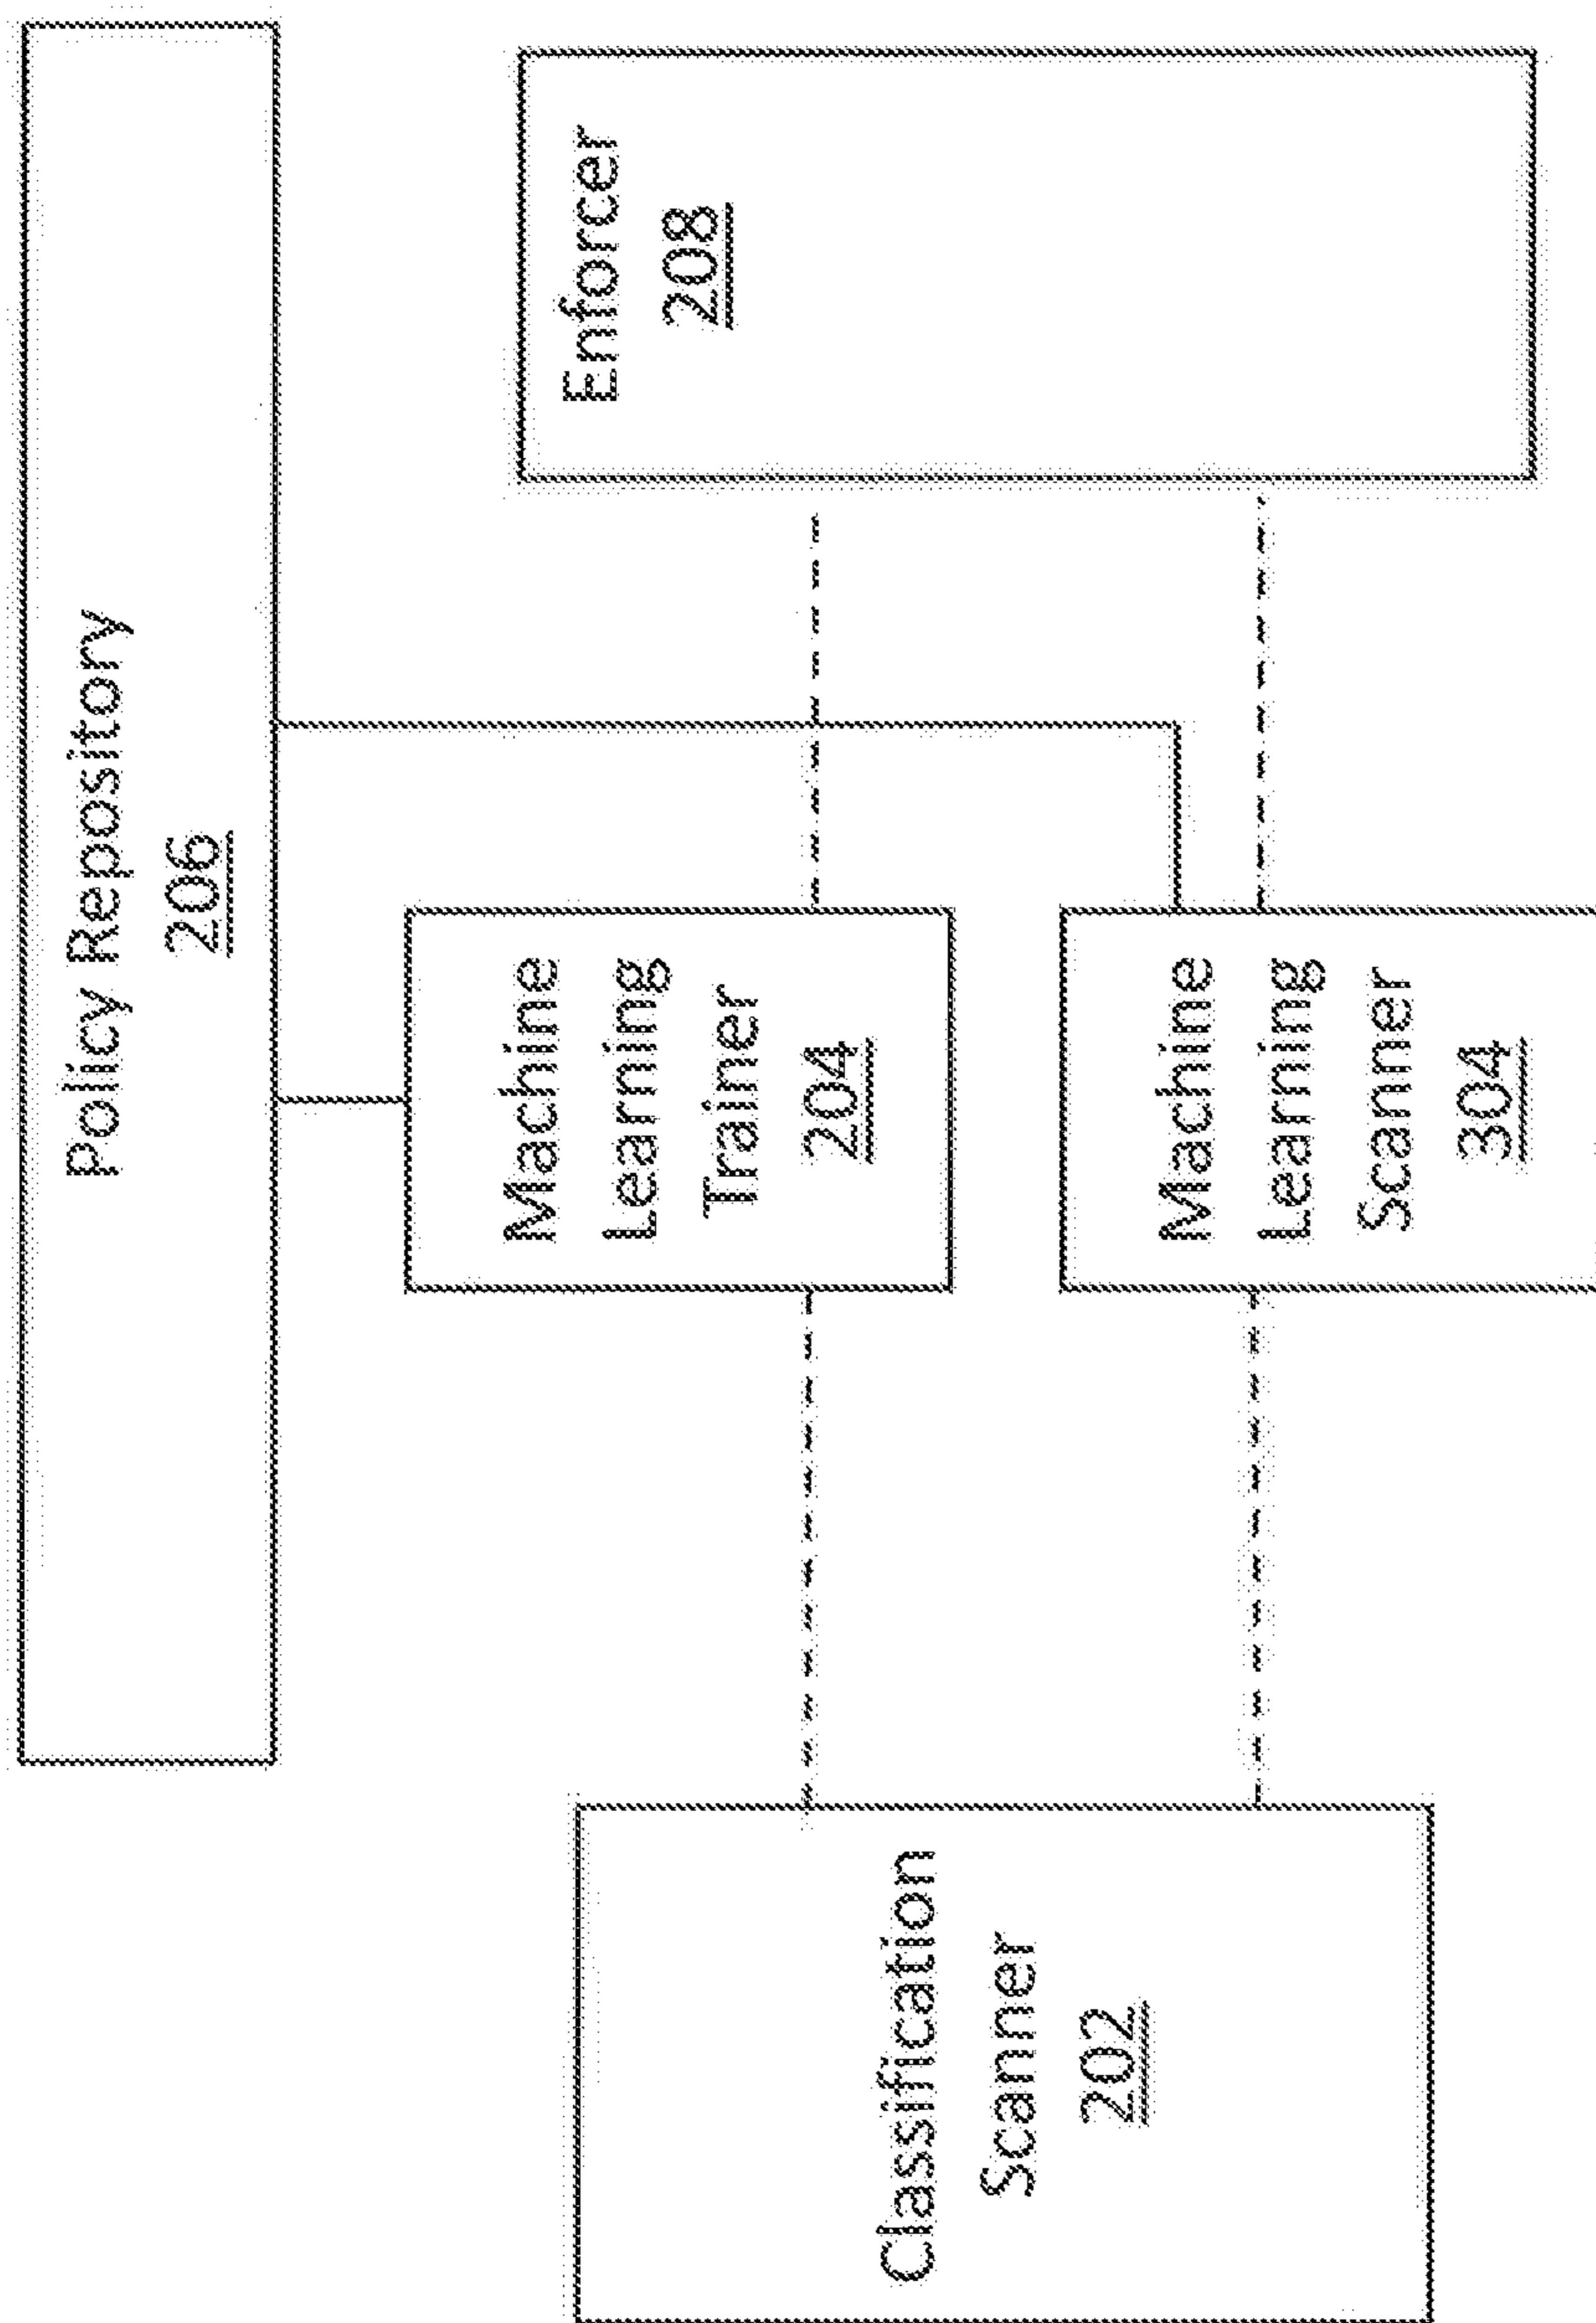 Policy Repository
206
Classification
Scanner
202
Machine
Learning
Trainer
204
Machine
Learning
Scanner
304
Enforcer
208